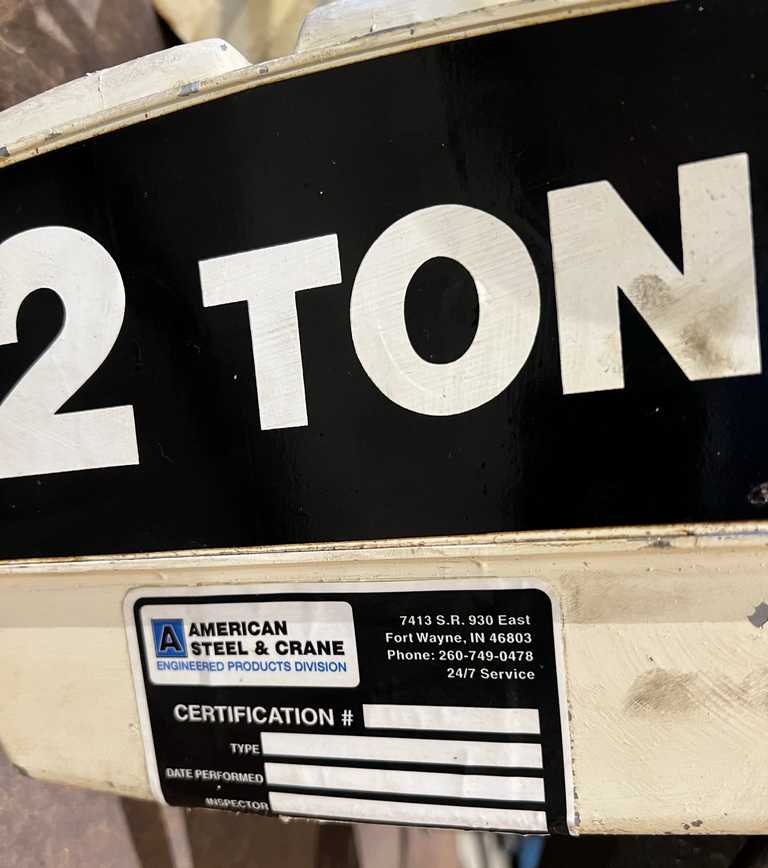 2 TON
A
AMERICAN
STEEL & CRANE
ENGINEERED PRODUCTS DIVISION
7413 S.R. 930 East
Fort Wayne, IN 46803
Phone: 260-749-0478
24/7 Service
CERTIFICATION #
TYPE
DATE PERFORMED
INSPECTOR